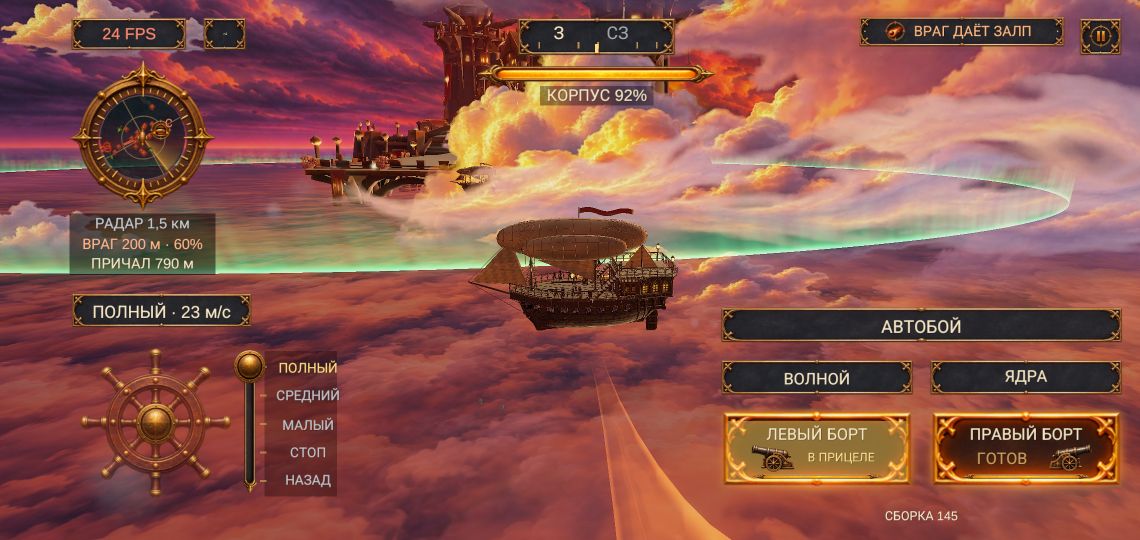 24 FPS
З СЗ
КОРПУС 92%
ВРАГ ДАЁТ ЗАЛП
РАДАР 1,5 км
ВРАГ 200 м · 60%
ПРИЧАЛ 790 м
ПОЛНЫЙ · 23 м/с
ПОЛНЫЙ
СРЕДНИЙ
МАЛЫЙ
СТОП
НАЗАД
АВТОБОЙ
ВОЛНОЙ
ЯДРА
ЛЕВЫЙ БОРТ
В ПРИЦЕЛЕ
ПРАВЫЙ БОРТ
ГОТОВ
СБОРКА 145